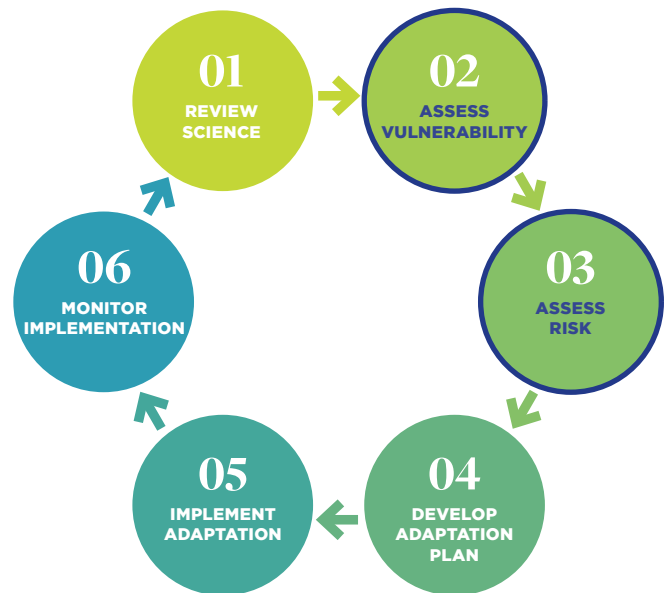 01
REVIEW
SCIENCE
02
ASSESS
VULNERABILITY
03
ASSESS
RISK
04
DEVELOP
ADAPTATION
PLAN
05
IMPLEMENT
ADAPTATION
06
MONITOR
IMPLEMENTATION